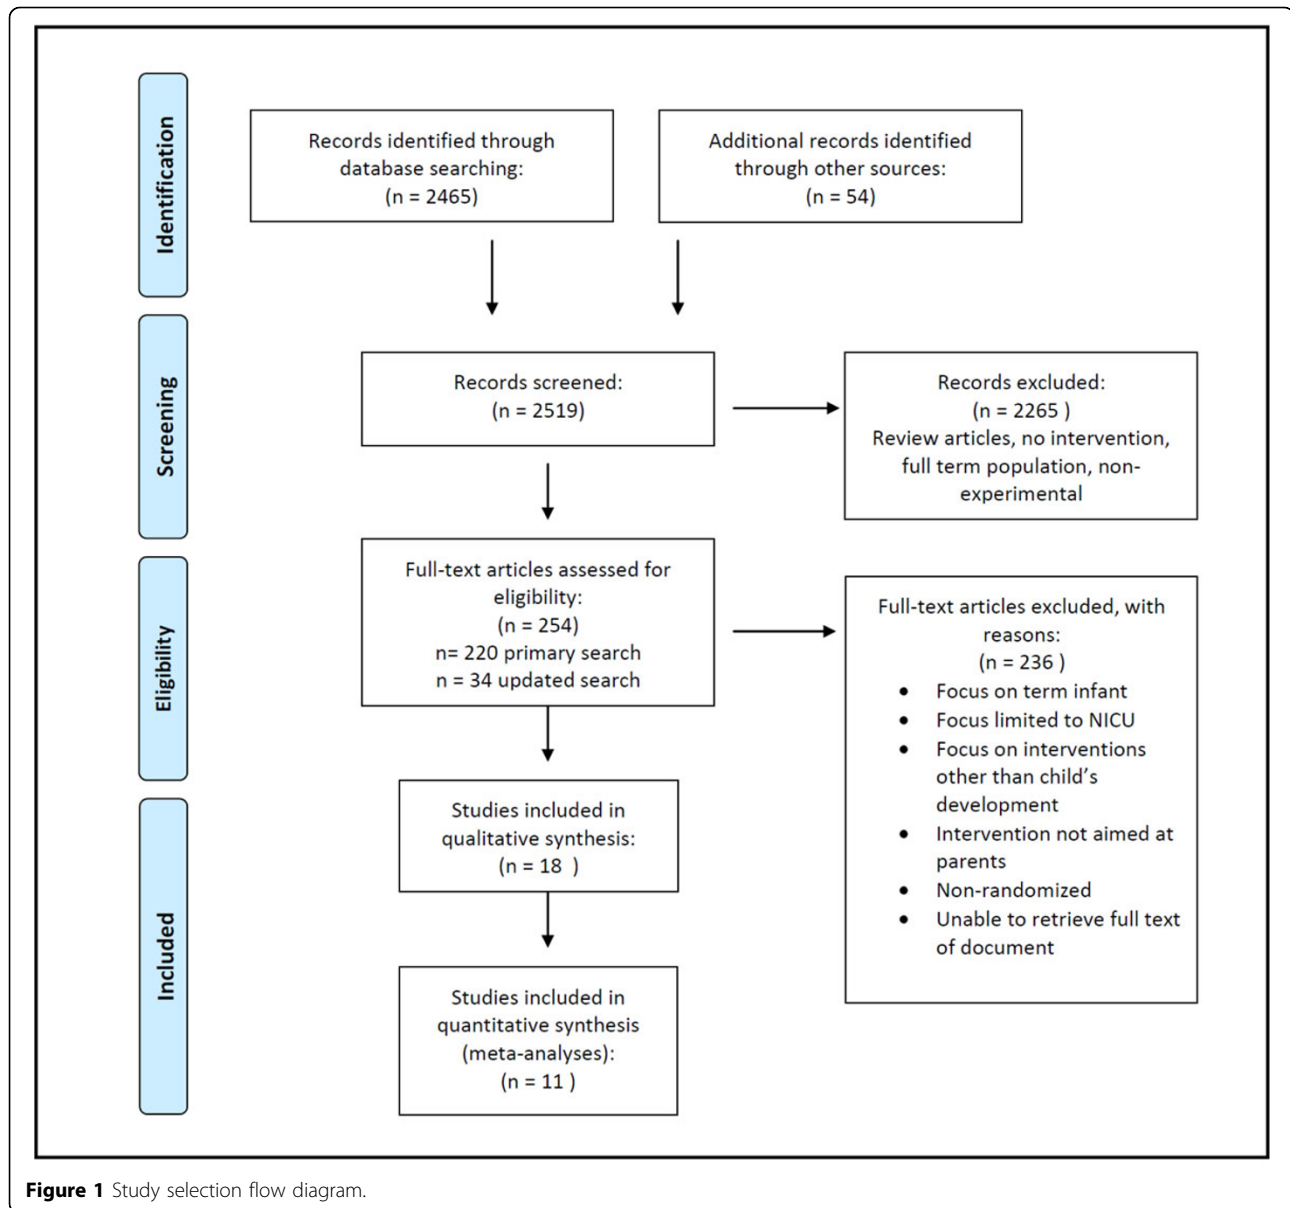 Identification
Records identified through
database searching:
(n = 2465)
Additional records identified
through other sources:
(n = 54)
Screening
Records screened:
(n = 2519)
Records excluded:
(n = 2265 )
Review articles, no intervention,
full term population, non-
experimental
Eligibility
Full-text articles assessed for
eligibility:
(n = 254)
n= 220 primary search
n = 34 updated search
Full-text articles excluded, with
reasons:
(n = 236 )
• Focus on term infant
• Focus limited to NICU
• Focus on interventions
other than child’s
development
• Intervention not aimed at
parents
• Non-randomized
• Unable to retrieve full text
of document
Included
Studies included in
qualitative synthesis:
(n = 18 )
Studies included in
quantitative synthesis
(meta-analyses):
(n = 11 )
Figure 1 Study selection flow diagram.